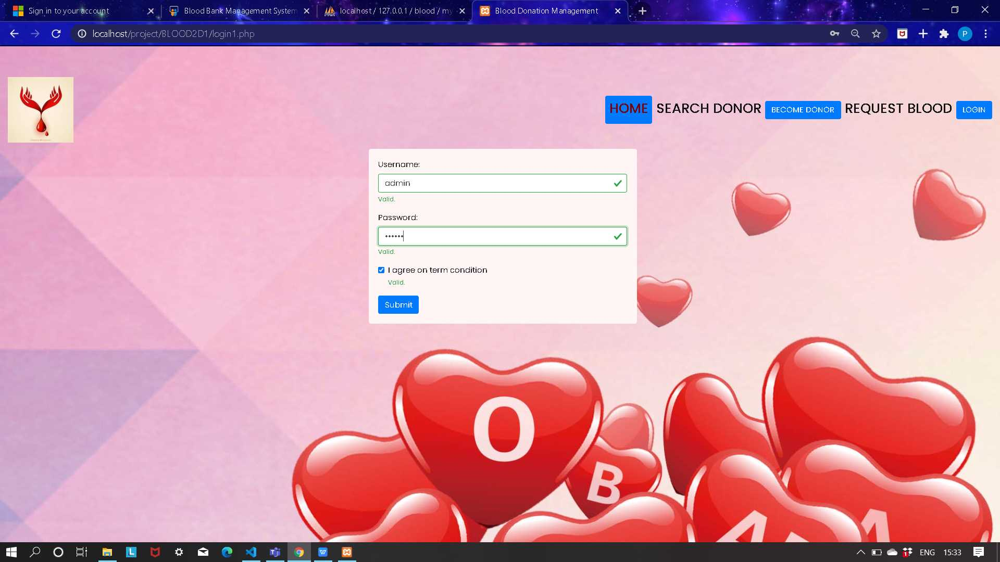 Sign in to your account
Blood Bank Management System
localhost / 127.0.0.1 / blood / my
Blood Donation Management
localhost/project/BLOOD2D1/login1.php
P
HOME SEARCH DONOR BECOME DONOR REQUEST BLOOD LOGIN
Username:
admin
Valid.
Password:
••••••
Valid.
I agree on term condition
Valid.
Submit
O
B
A
A
L
W
1
ENG
15:33